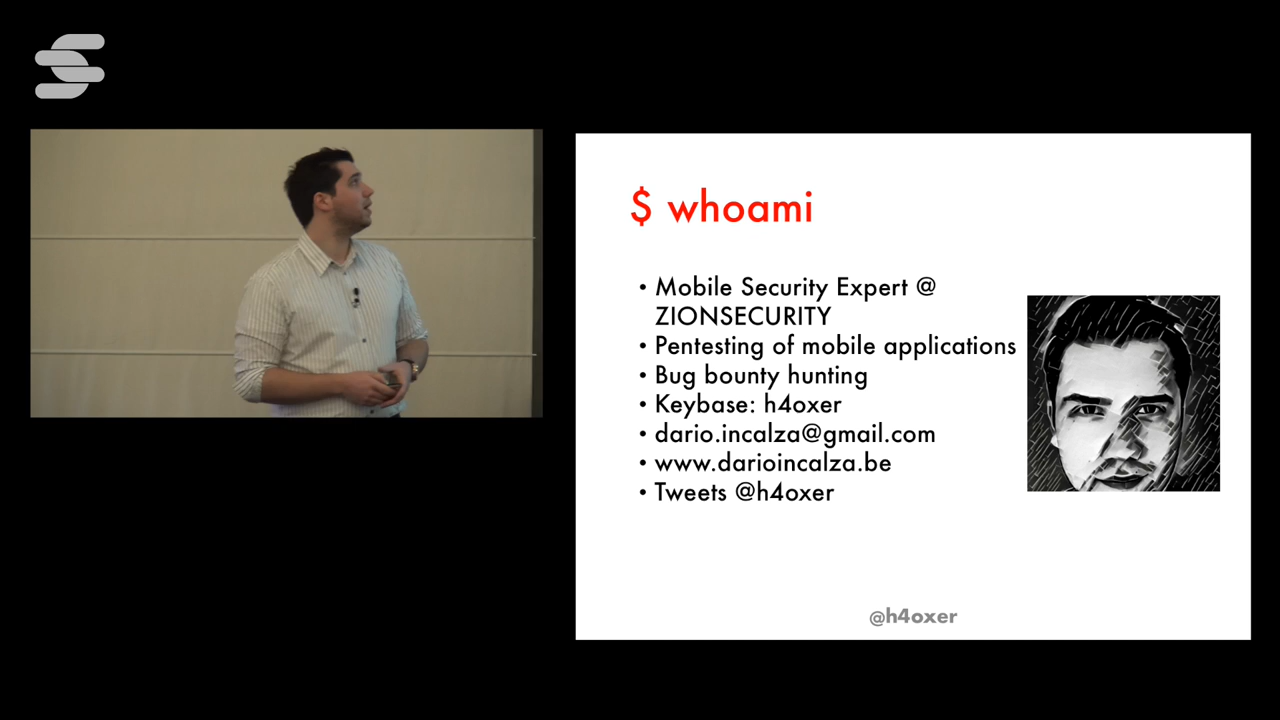 $ whoami
• Mobile Security Expert @
ZIONSECURITY
• Pentesting of mobile applications
• Bug bounty hunting
• Keybase: h4oxer
• dario.incalza@gmail.com
• www.darioincalza.be
• Tweets @h4oxer
@h4oxer